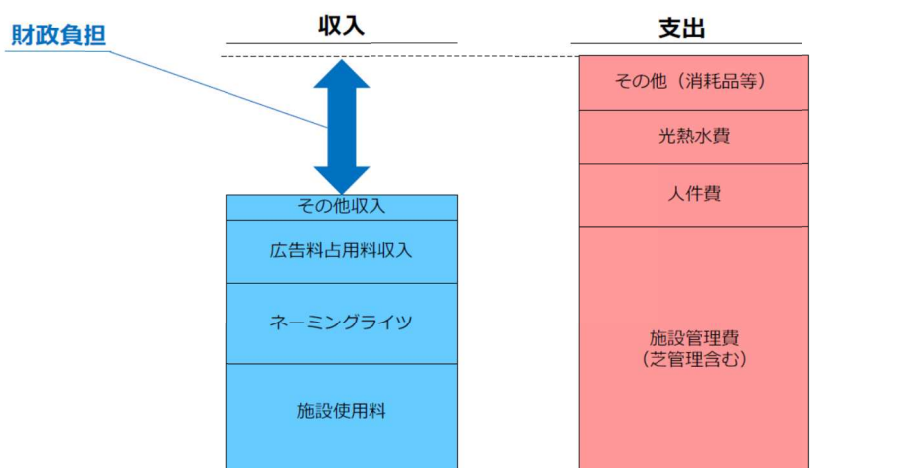 財政負担
収入
支出
その他収入
広告料占用料収入
ネーミングライツ
施設使用料
その他（消耗品等）
光熱水費
人件費
施設管理費
（芝管理含む）